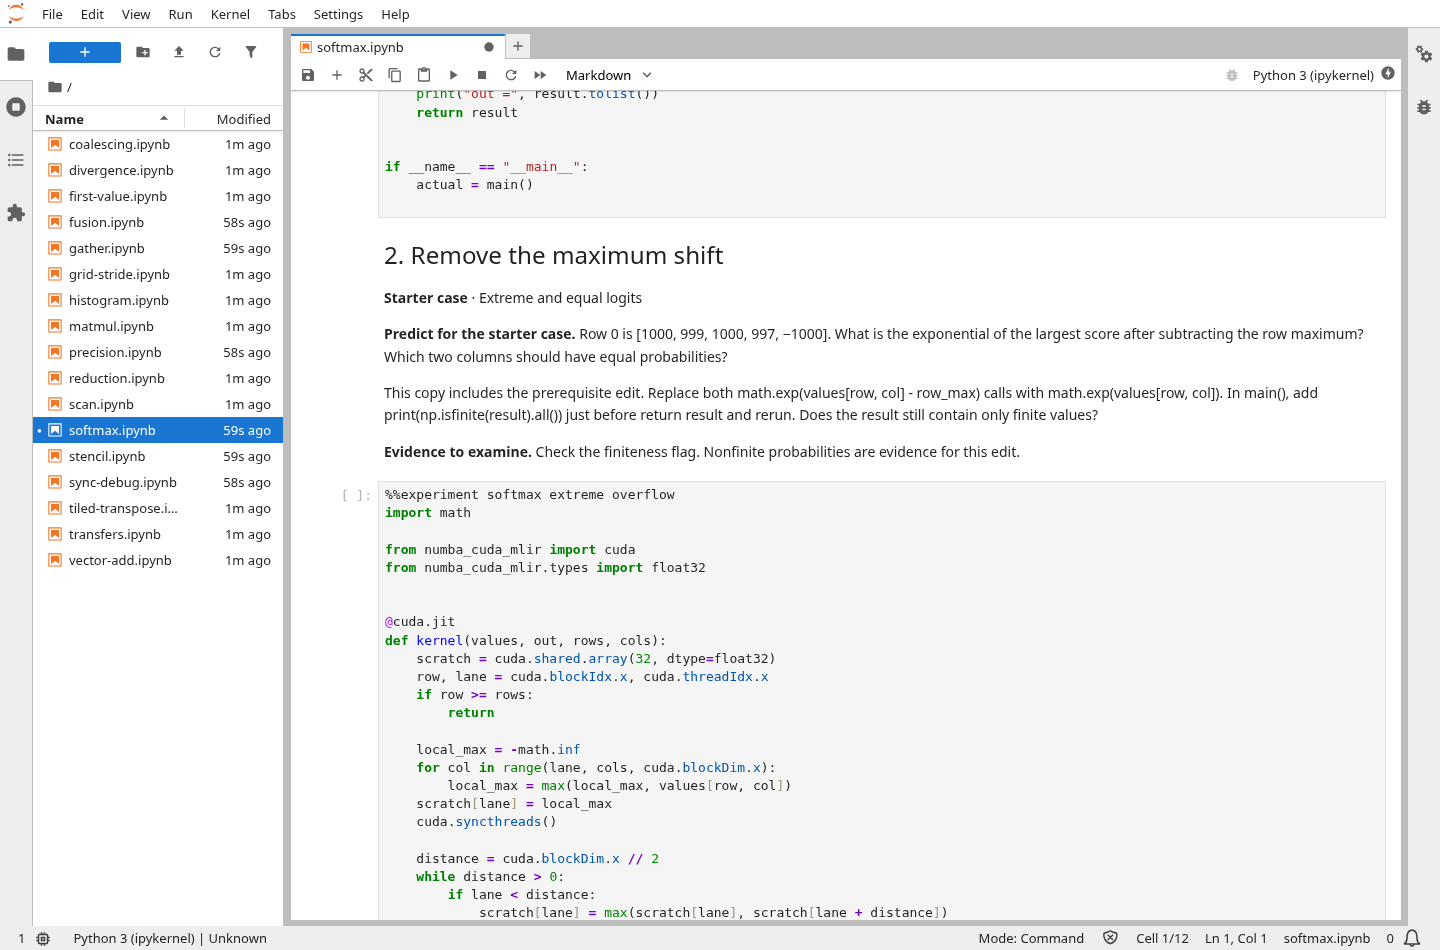 File Edit View Run Kernel Tabs Settings Help
softmax.ipynb
Markdown
Python 3 (ipykernel)
/
Name Modified
coalescing.ipynb 1m ago
divergence.ipynb 1m ago
first-value.ipynb 1m ago
fusion.ipynb 58s ago
gather.ipynb 59s ago
grid-stride.ipynb 1m ago
histogram.ipynb 1m ago
matmul.ipynb 1m ago
precision.ipynb 58s ago
reduction.ipynb 1m ago
scan.ipynb 1m ago
softmax.ipynb 59s ago
stencil.ipynb 59s ago
sync-debug.ipynb 58s ago
tiled-transpose.i... 1m ago
transfers.ipynb 1m ago
vector-add.ipynb 1m ago
print("out =", result.tolist())
return result
if __name__ == "__main__":
actual = main()
2. Remove the maximum shift
Starter case · Extreme and equal logits
Predict for the starter case. Row 0 is [1000, 999, 1000, 997, −1000]. What is the exponential of the largest score after subtracting the row maximum?
Which two columns should have equal probabilities?
This copy includes the prerequisite edit. Replace both math.exp(values[row, col] - row_max) calls with math.exp(values[row, col]). In main(), add
print(np.isfinite(result).all()) just before return result and rerun. Does the result still contain only finite values?
Evidence to examine. Check the finiteness flag. Nonfinite probabilities are evidence for this edit.
[ ]:
%%experiment softmax extreme overflow
import math
from numba_cuda_mlir import cuda
from numba_cuda_mlir.types import float32
@cuda.jit
def kernel(values, out, rows, cols):
scratch = cuda.shared.array(32, dtype=float32)
row, lane = cuda.blockIdx.x, cuda.threadIdx.x
if row >= rows:
return
local_max = -math.inf
for col in range(lane, cols, cuda.blockDim.x):
local_max = max(local_max, values[row, col])
scratch[lane] = local_max
cuda.syncthreads()
distance = cuda.blockDim.x // 2
while distance > 0:
if lane < distance:
scratch[lane] = max(scratch[lane], scratch[lane + distance])
1 Python 3 (ipykernel) | Unknown Mode: Command Cell 1/12 Ln 1, Col 1 softmax.ipynb 0